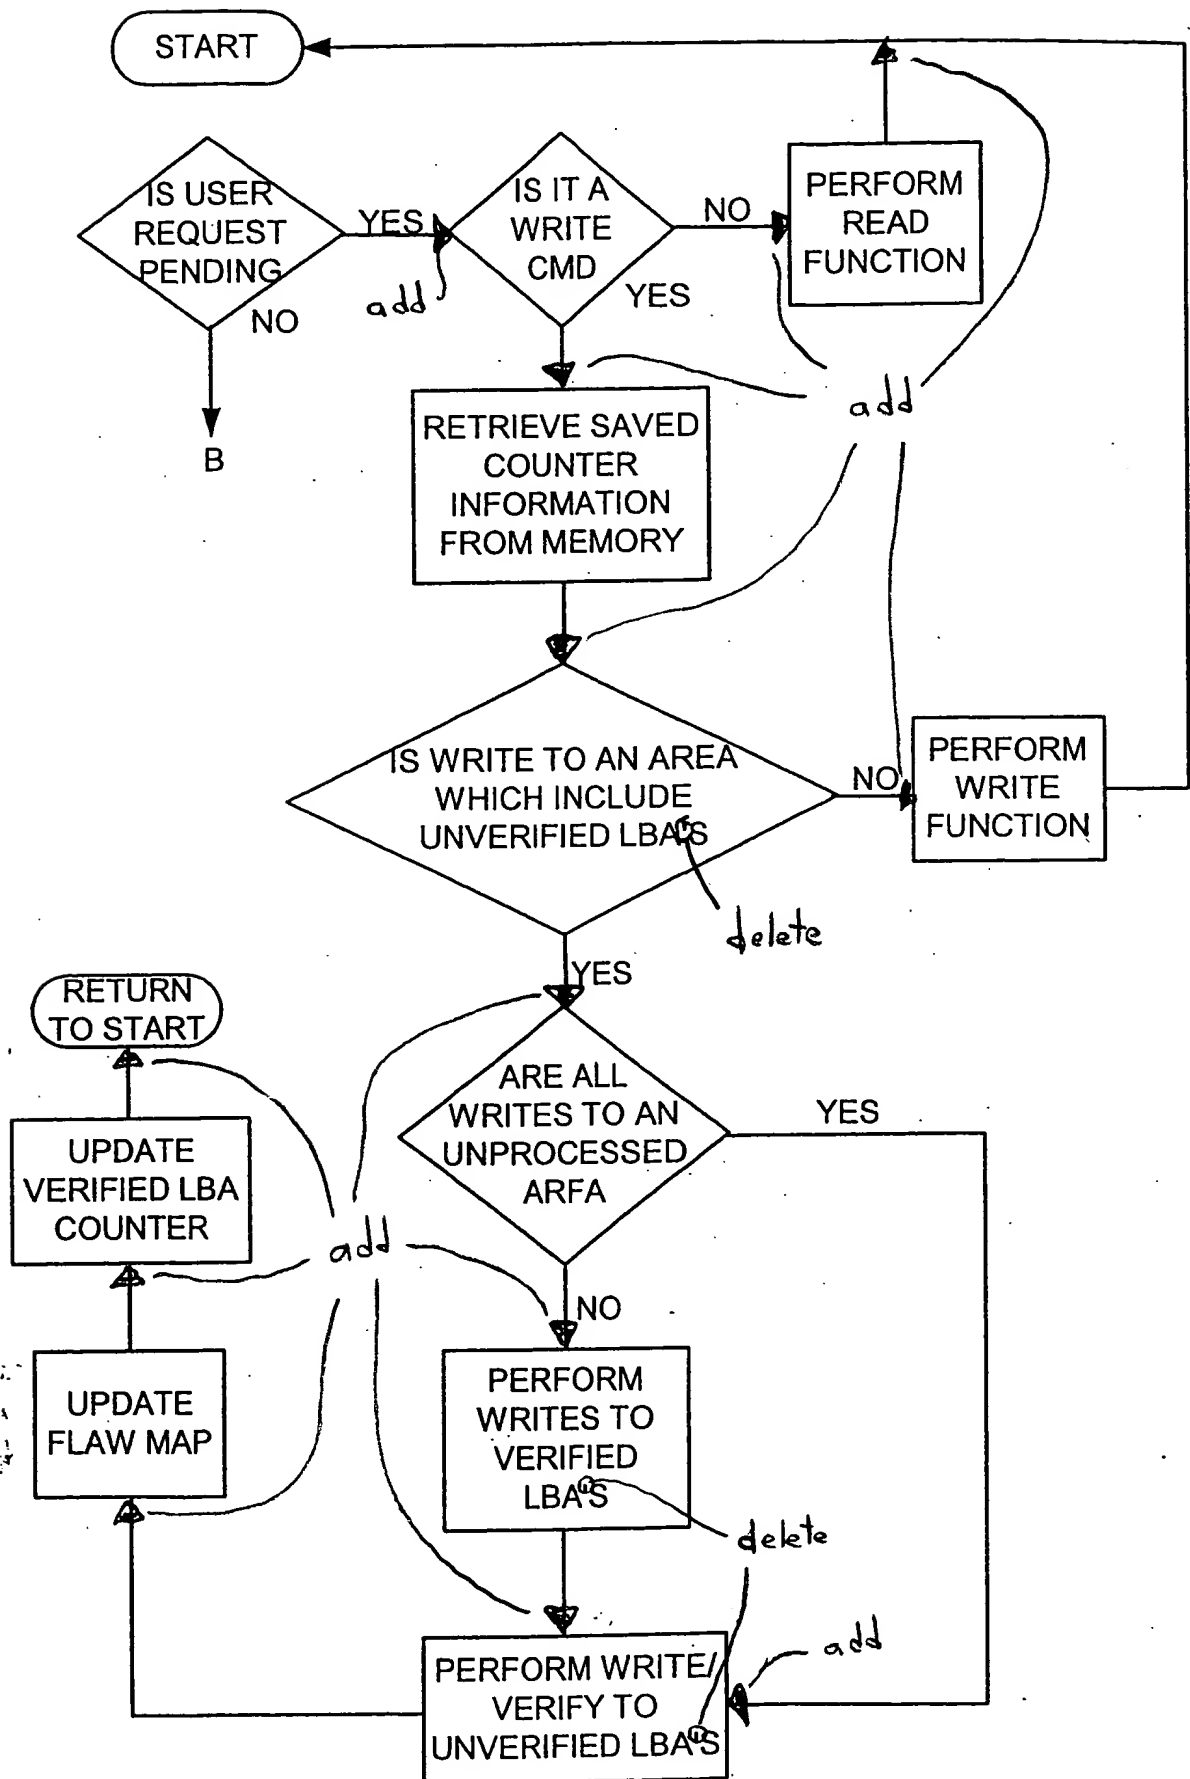 START
IS USER
REQUEST
PENDING
YES
add
NO
B
IS IT A
WRITE
CMD
NO
YES
PERFORM
READ
FUNCTION
add
RETRIEVE SAVED
COUNTER
INFORMATION
FROM MEMORY
IS WRITE TO AN AREA
WHICH INCLUDE
UNVERIFIED LBA'S
NO
PERFORM
WRITE
FUNCTION
delete
YES
RETURN
TO START
ARE ALL
WRITES TO AN
UNPROCESSED
ARFA
YES
UPDATE
VERIFIED LBA
COUNTER
add
NO
UPDATE
FLAW MAP
PERFORM
WRITES TO
VERIFIED
LBA'S
delete
add
PERFORM WRITE/
VERIFY TO
UNVERIFIED LBA'S